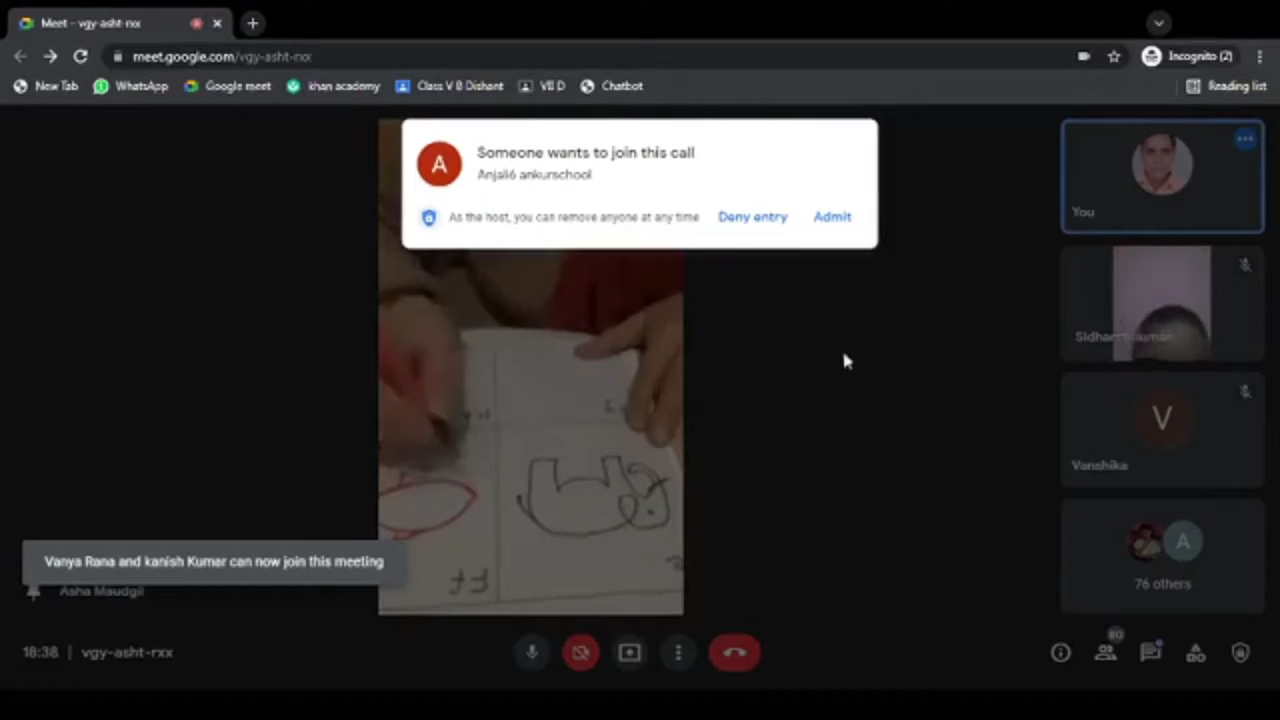 Meet - vgy-asht-rxx
meet.google.com/vgy-asht-rxx
Incognito (2)
New Tab
WhatsApp
Google meet
khan academy
Class V B Dishant
VII D
Chatbot
Reading list
A
Someone wants to join this call
Anjali6 ankurschool
As the host, you can remove anyone at any time
Deny entry
Admit
You
V
Vanshika
Vanya Rana and kanish Kumar can now join this meeting
Asha Maudgil
A
76 others
18:38 | vgy-asht-rxx
80